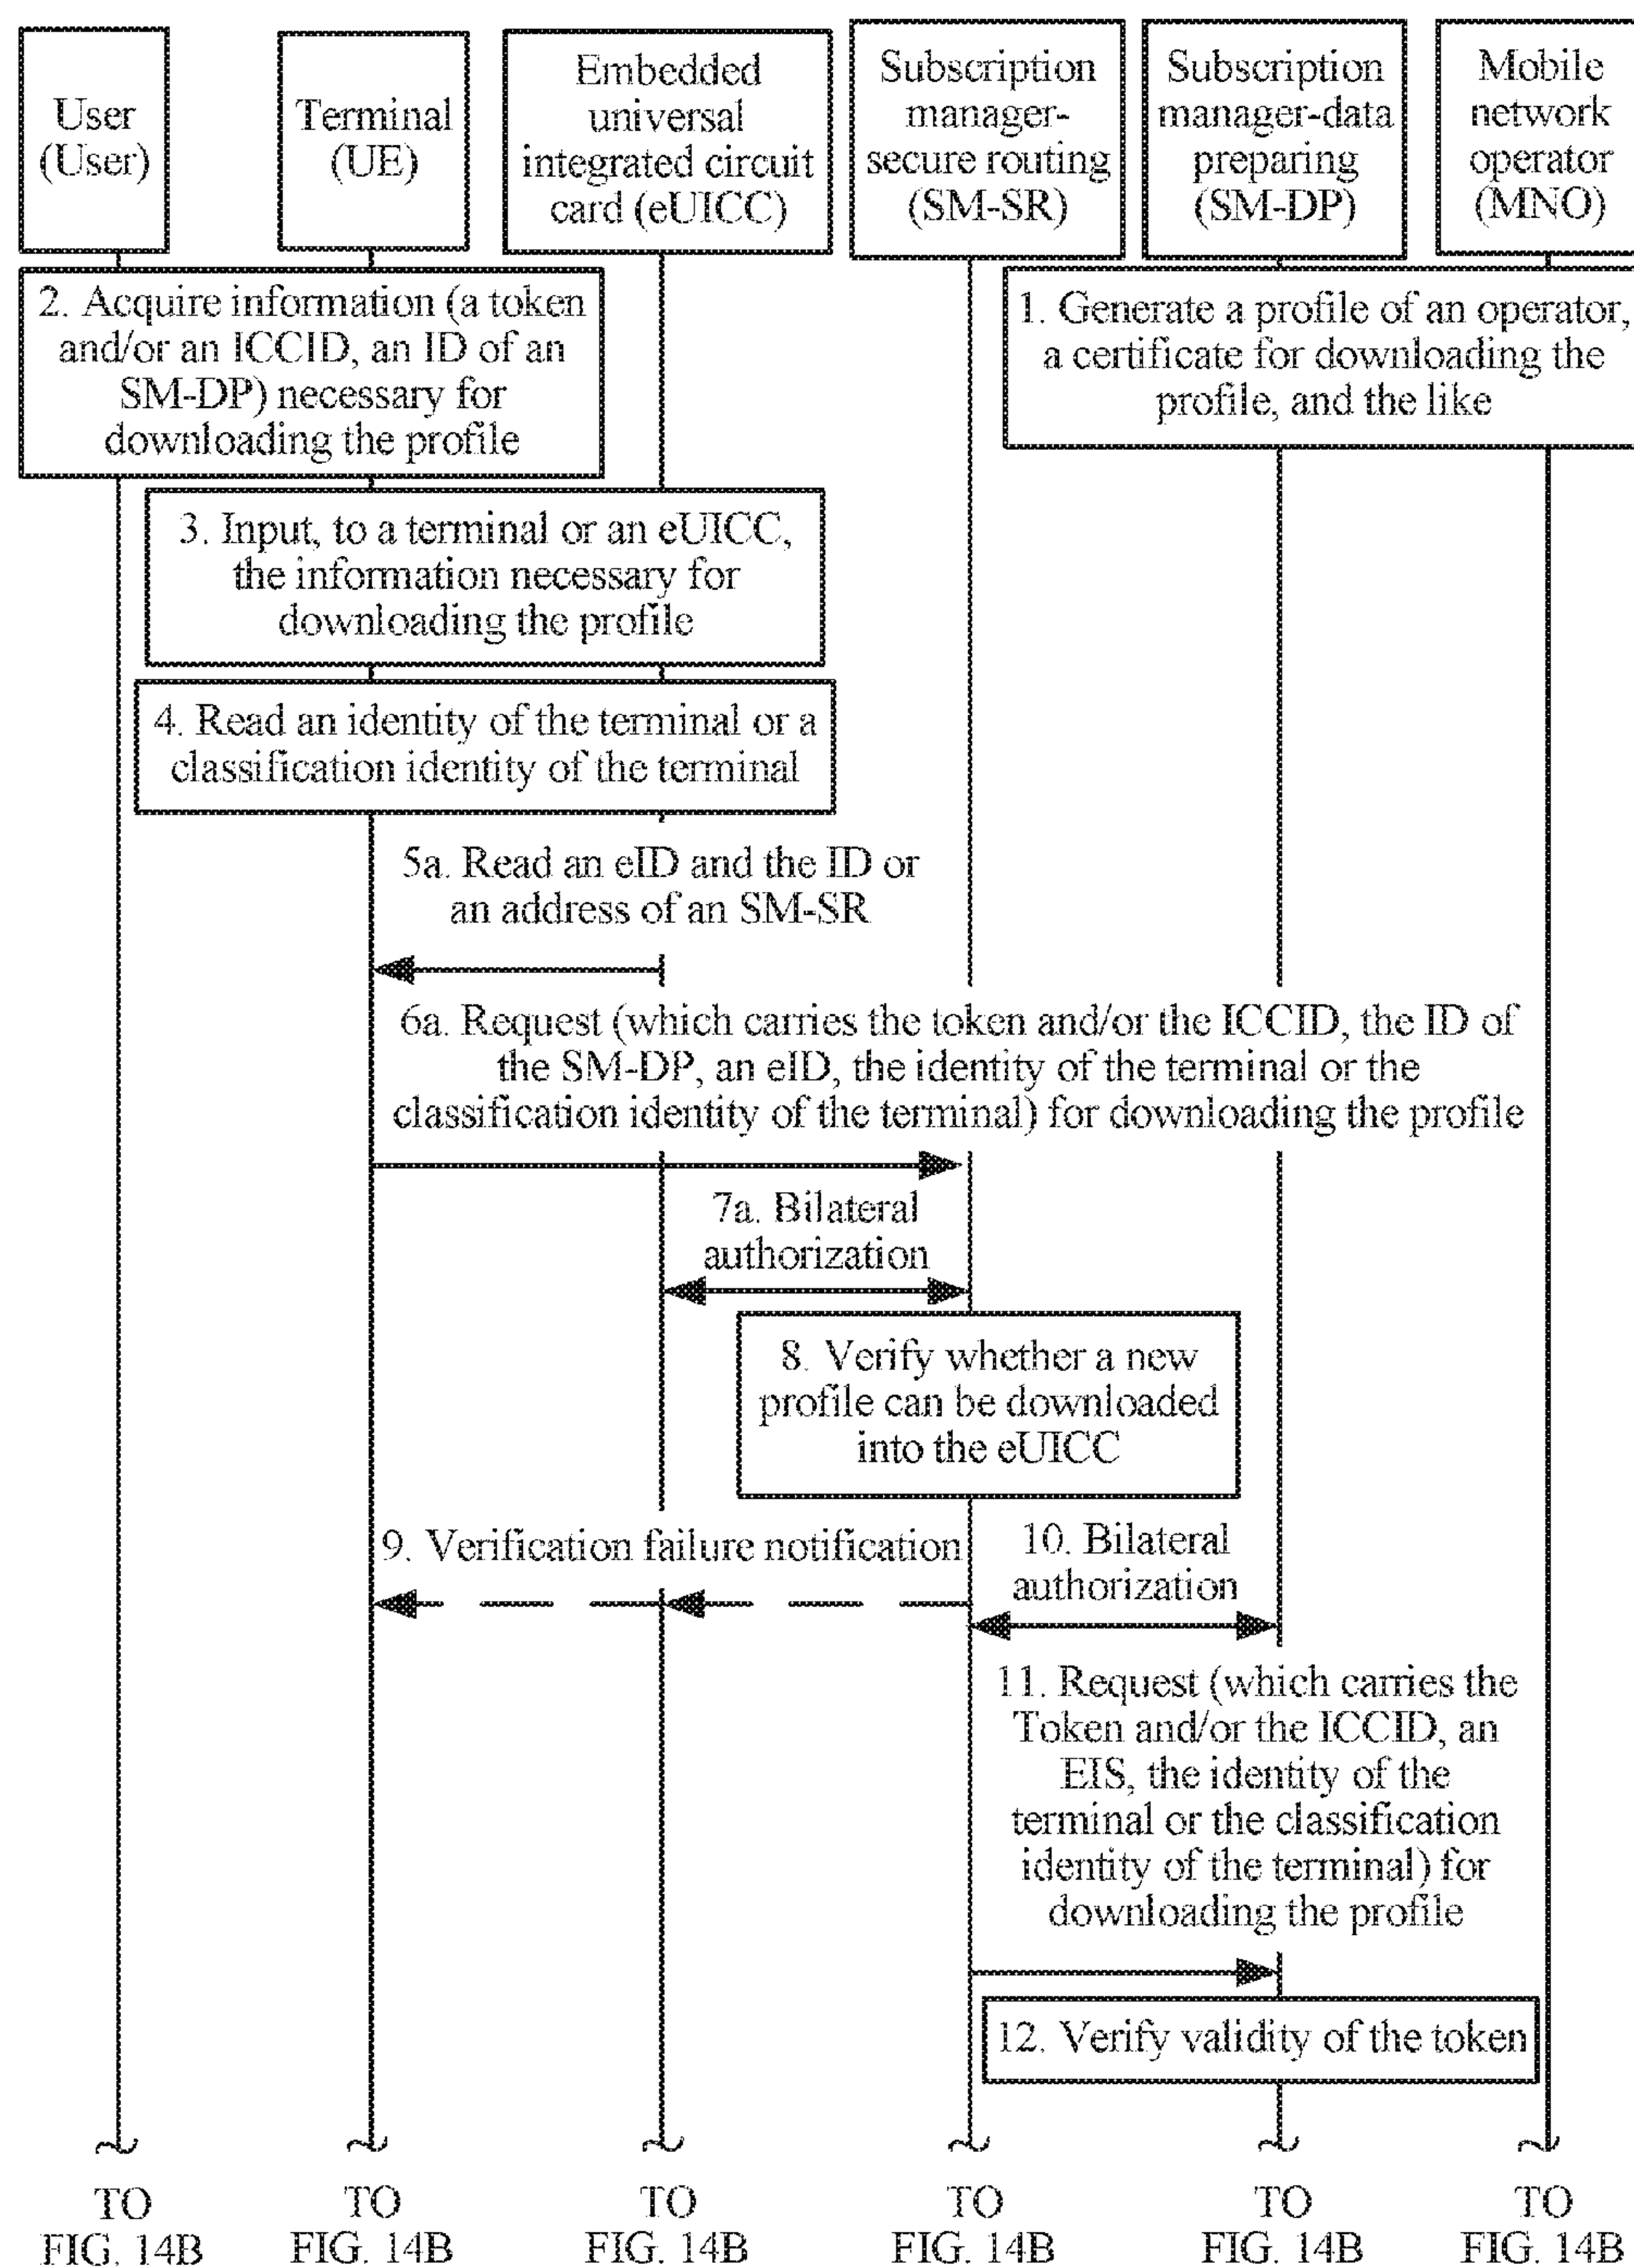 User
(User)
Terminal
(UE)
Embedded
universal
integrated circuit
card (eUICC)
Subscription
manager-
secure routing
(SM-SR)
Subscription
manager-data
preparing
(SM-DP)
Mobile
network
operator
(MNO)
1. Generate a profile of an operator,
a certificate for downloading the
profile, and the like
2. Acquire information (a token
and/or an ICCID, an ID of an
SM-DP) necessary for
downloading the profile
3. Input, to a terminal or an eUICC,
the information necessary for
downloading the profile
4. Read an identity of the terminal or a
classification identity of the terminal
5a. Read an eID and the ID or
an address of an SM-SR
6a. Request (which carries the token and/or the ICCID, the ID of
the SM-DP, an eID, the identity of the terminal or the
classification identity of the terminal) for downloading the profile
7a. Bilateral
authorization
8. Verify whether a new
profile can be downloaded
into the eUICC
9. Verification failure notification
10. Bilateral
authorization
11. Request (which carries the
Token and/or the ICCID, an
EIS, the identity of the
terminal or the classification
identity of the terminal) for
downloading the profile
12. Verify validity of the token
TO
FIG. 14B
TO
FIG. 14B
TO
FIG. 14B
TO
FIG. 14B
TO
FIG. 14B
TO
FIG. 14B